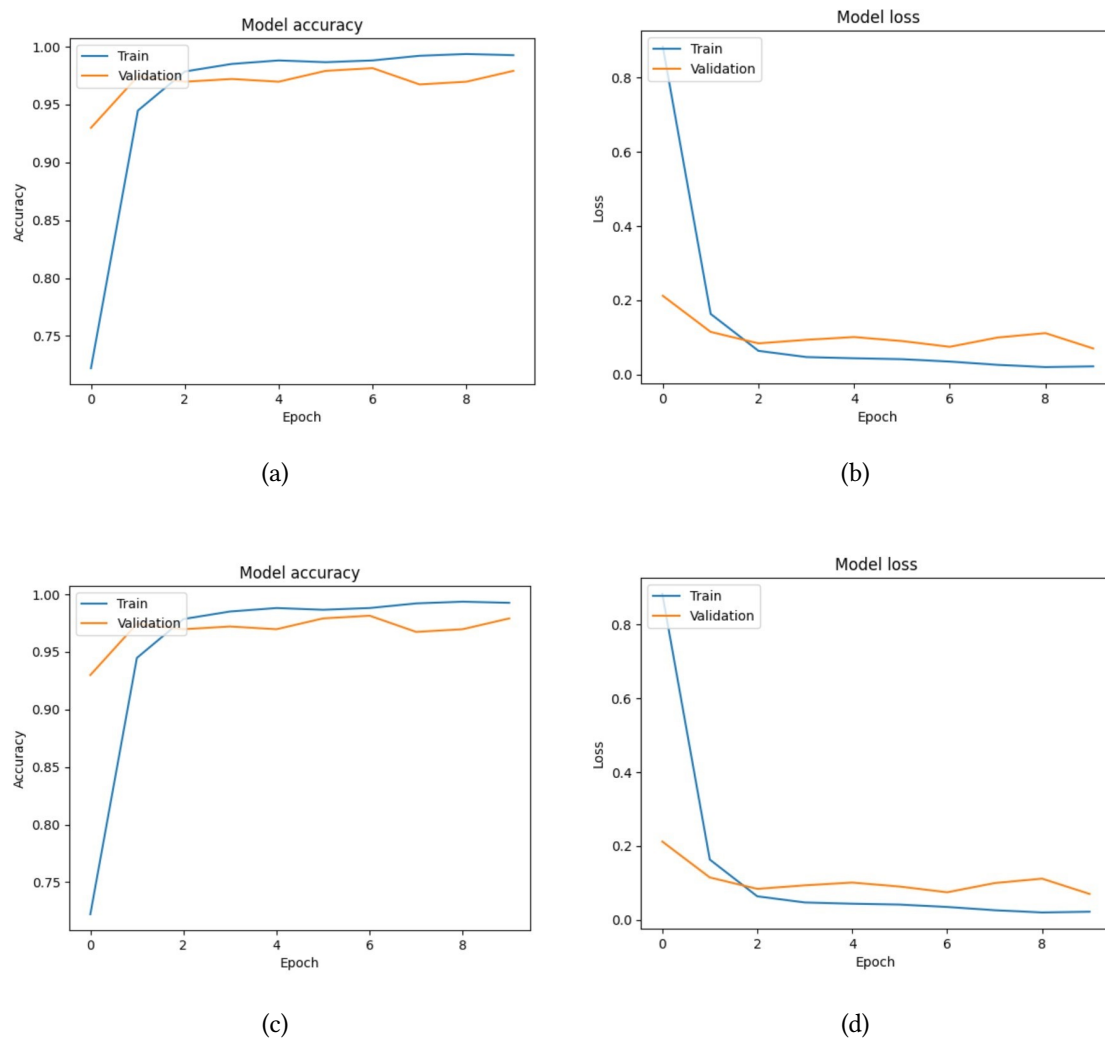 Model accuracy
Train
Validation
Accuracy
1.00
0.95
0.90
0.85
0.80
0.75
0 2 4 6 8
Epoch
(a)
Model loss
Train
Validation
Loss
0.8
0.6
0.4
0.2
0.0
0 2 4 6 8
Epoch
(b)
Model accuracy
Train
Validation
Accuracy
1.00
0.95
0.90
0.85
0.80
0.75
0 2 4 6 8
Epoch
(c)
Model loss
Train
Validation
Loss
0.8
0.6
0.4
0.2
0.0
0 2 4 6 8
Epoch
(d)